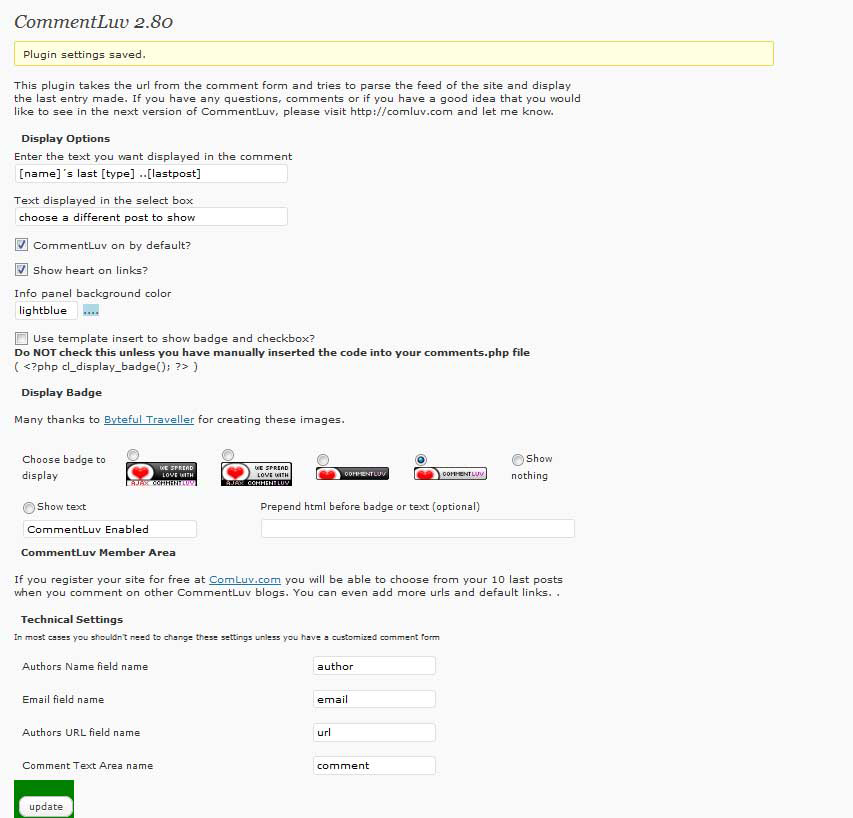 CommentLuv 2.80
Plugin settings saved.
This plugin takes the url from the comment form and tries to parse the feed of the site and display
the last entry made. If you have any questions, comments or if you have a good idea that you would
like to see in the next version of CommentLuv, please visit http://comluv.com and let me know.
Display Options
Enter the text you want displayed in the comment
[name]´s last [type] ..[lastpost]
Text displayed in the select box
choose a different post to show
CommentLuv on by default?
Show heart on links?
Info panel background color
lightblue ....
Use template insert to show badge and checkbox?
Do NOT check this unless you have manually inserted the code into your comments.php file
( <?php cl_display_badge(); ?> )
Display Badge
Many thanks to Byteful Traveller for creating these images.
Choose badge to
display
WE SPREAD
LOVE WITH
AJAX COMMENTLUV
WE SPREAD
LOVE WITH
AJAX COMMENTLUV
COMMENTLUV
COMMENTLUV
Show
nothing
Show text
CommentLuv Enabled
Prepend html before badge or text (optional)
CommentLuv Member Area
If you register your site for free at ComLuv.com you will be able to choose from your 10 last posts
when you comment on other CommentLuv blogs. You can even add more urls and default links. .
Technical Settings
In most cases you shouldn't need to change these settings unless you have a customized comment form
Authors Name field name author
Email field name email
Authors URL field name url
Comment Text Area name comment
update